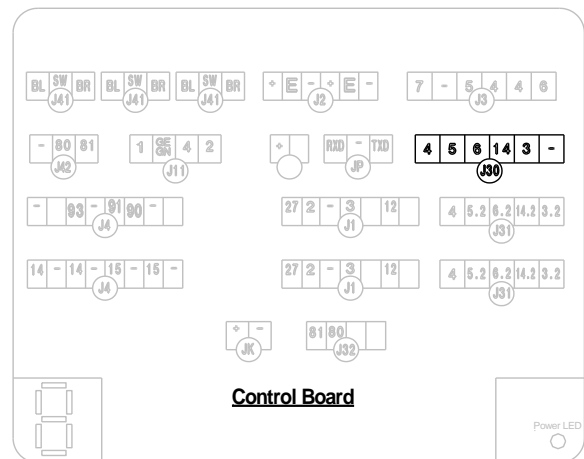 BL SW BR BL SW BR BL SW BR + E - + E - 7 - 5 4 4 6
J41 J41 J41 J2 J3
- 80 81 1 GE GN 4 2 + RXD - TXD 4 5 6 14 3 -
J42 J11 JP J30
- 93 - 91 90 - 27 2 - 3 12 4 5.2 6.2 14.2 3.2
J4 J1 J31
14 - 14 - 15 - 15 - 27 2 - 3 12 4 5.2 6.2 14.2 3.2
J4 J1 J31
+ - 81 80
JK J32
Control Board
Power LED